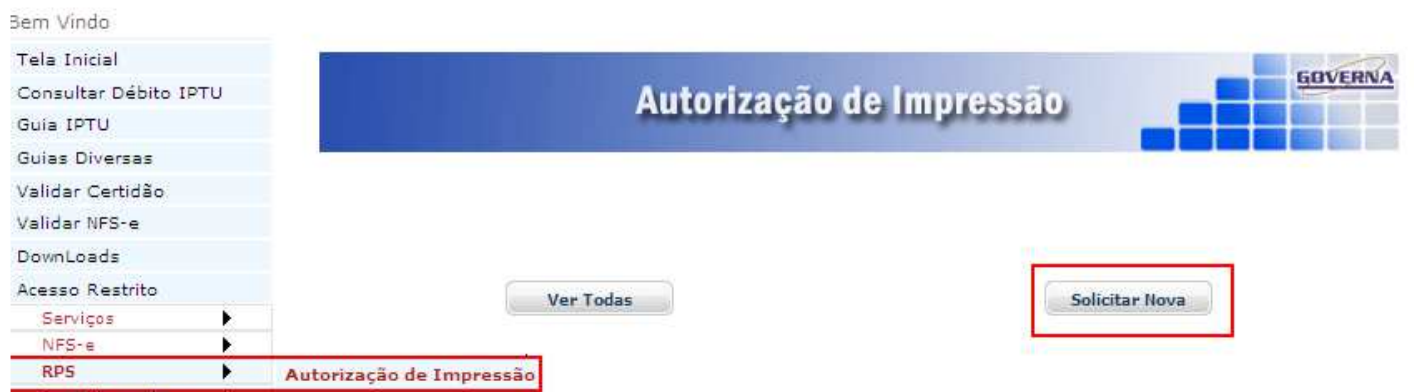 Bem Vindo
Tela Inicial
Consultar Débito IPTU
Guia IPTU
Guias Diversas
Validar Certidão
Validar NFS-e
DownLoads
Acesso Restrito
Serviços
NFS-e
RPS
Autorização de Impressão
Autorização de Impressão
GOVERNA
Ver Todas
Solicitar Nova